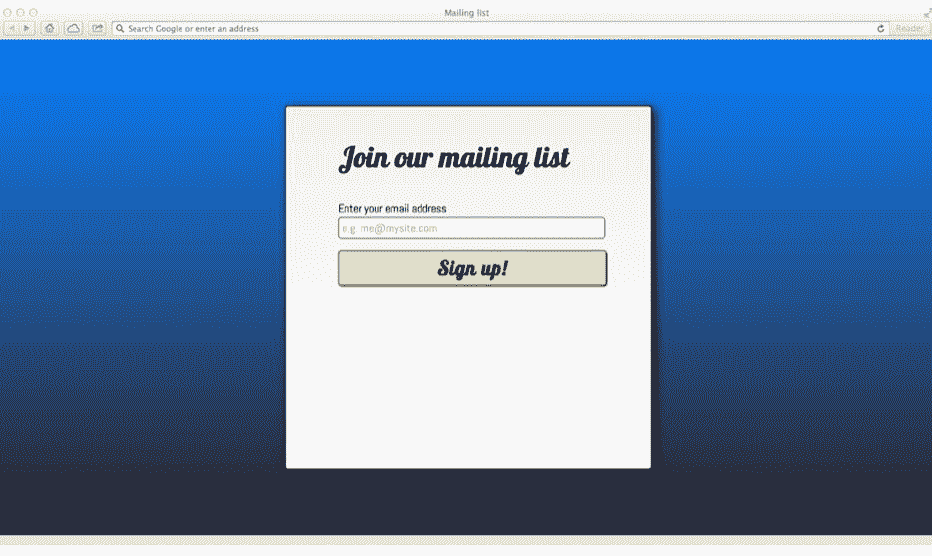 Mailing list
Search Google or enter an address
Reader
Join our mailing list
Enter your email address
e.g. me@mysite.com
Sign up!